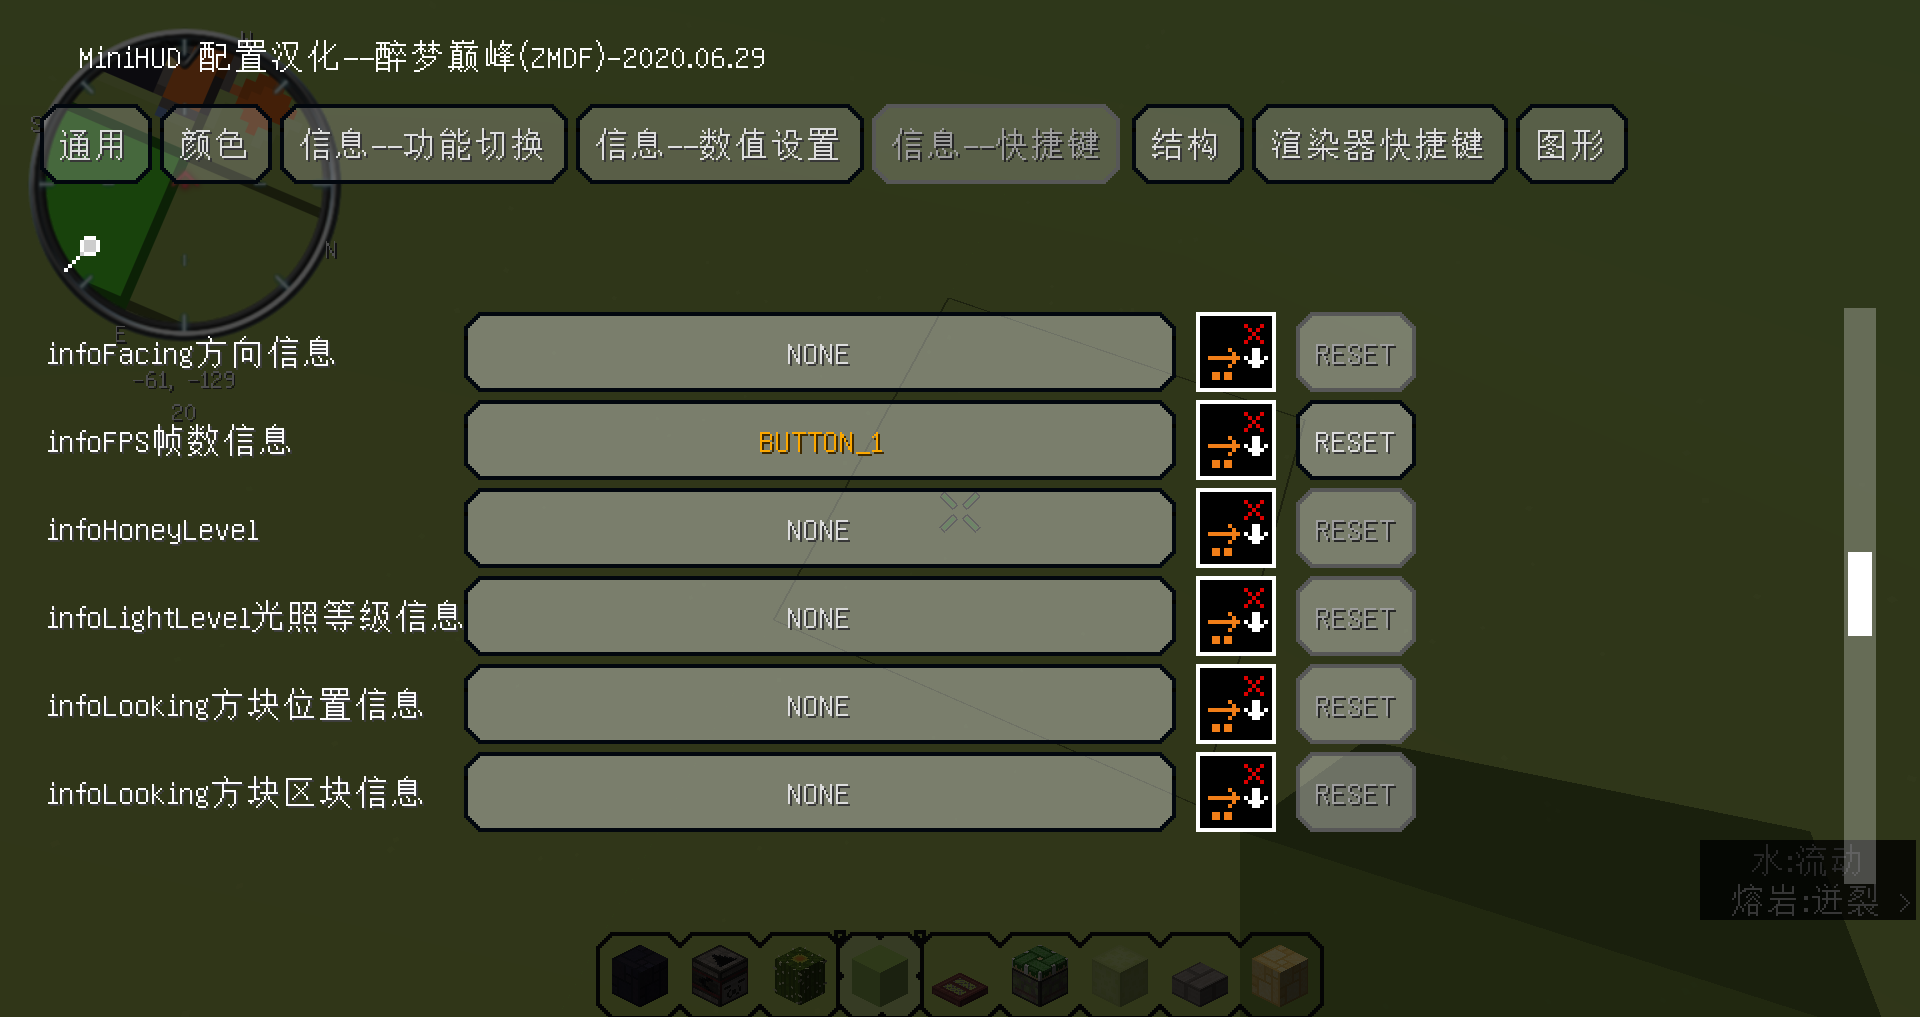 MiniHUD 配置汉化--醉梦巅峰(ZMDF)-2020.06.29
通用 颜色 信息--功能切换 信息--数值设置 信息--快捷键 结构 渲染器快捷键 图形
N
E
infoFacing方向信息 NONE RESET
-61, -129
20
infoFPS帧数信息 BUTTON_1 RESET
infoHoneyLevel NONE RESET
infoLightLevel光照等级信息 NONE RESET
infoLooking方块位置信息 NONE RESET
infoLooking方块区块信息 NONE RESET
水:流动
熔岩:迸裂 >